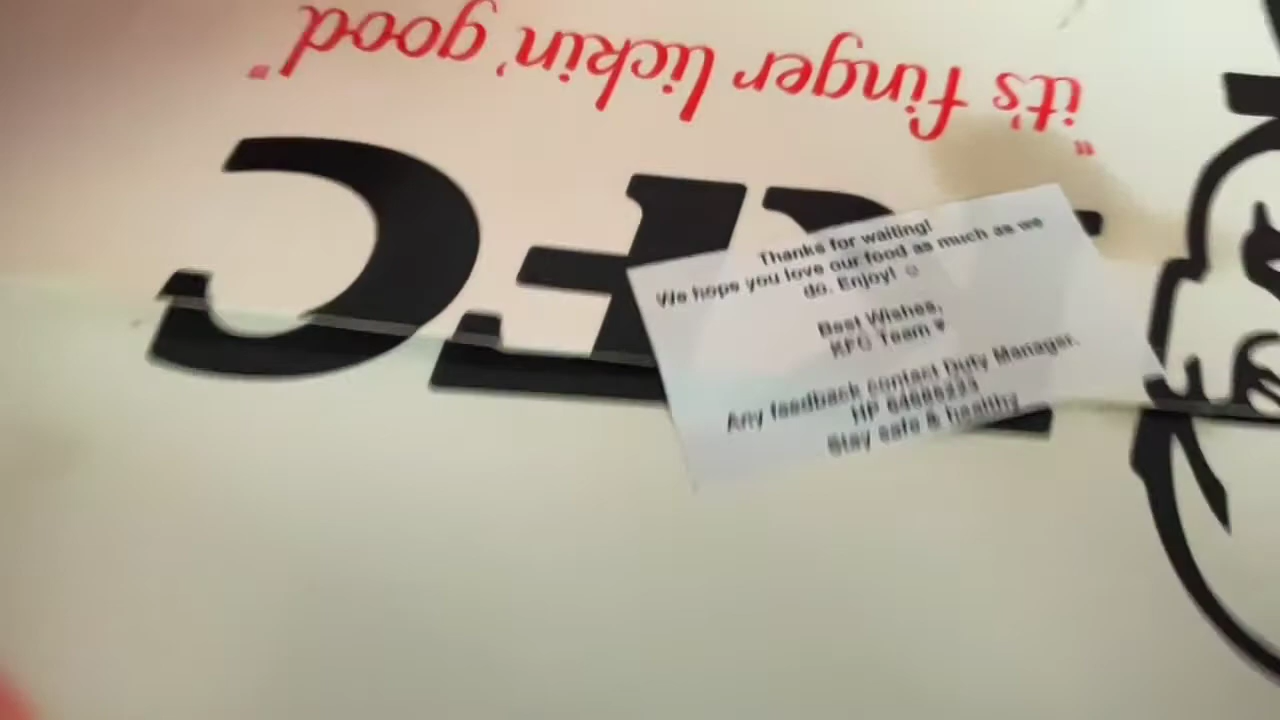 "it's finger lickin' good"
KFC
Thanks for waiting!
We hope you love our food as much as we
do. Enjoy! ☺
Best Wishes,
KFC Team ♥
Any feedback contact Duty Manager.
HP
Stay safe & healthy